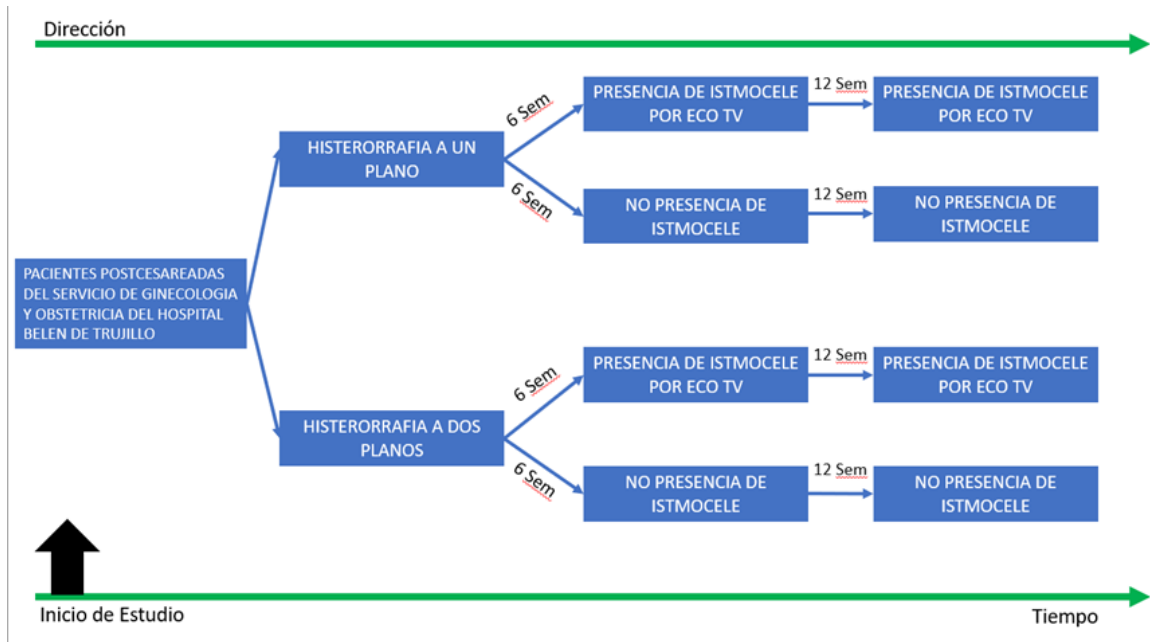 Dirección
PACIENTES POSTCESAREADAS
DEL SERVICIO DE GINECOLOGIA
Y OBSTETRICIA DEL HOSPITAL
BELEN DE TRUJILLO
HISTERORRAFIA A UN
PLANO
6 Sem
PRESENCIA DE ISTMOCELE
POR ECO TV
12 Sem
PRESENCIA DE ISTMOCELE
POR ECO TV
6 Sem
NO PRESENCIA DE
ISTMOCELE
12 Sem
NO PRESENCIA DE
ISTMOCELE
HISTERORRAFIA A DOS
PLANOS
6 Sem
PRESENCIA DE ISTMOCELE
POR ECO TV
12 Sem
PRESENCIA DE ISTMOCELE
POR ECO TV
6 Sem
NO PRESENCIA DE
ISTMOCELE
12 Sem
NO PRESENCIA DE
ISTMOCELE
Inicio de Estudio
Tiempo